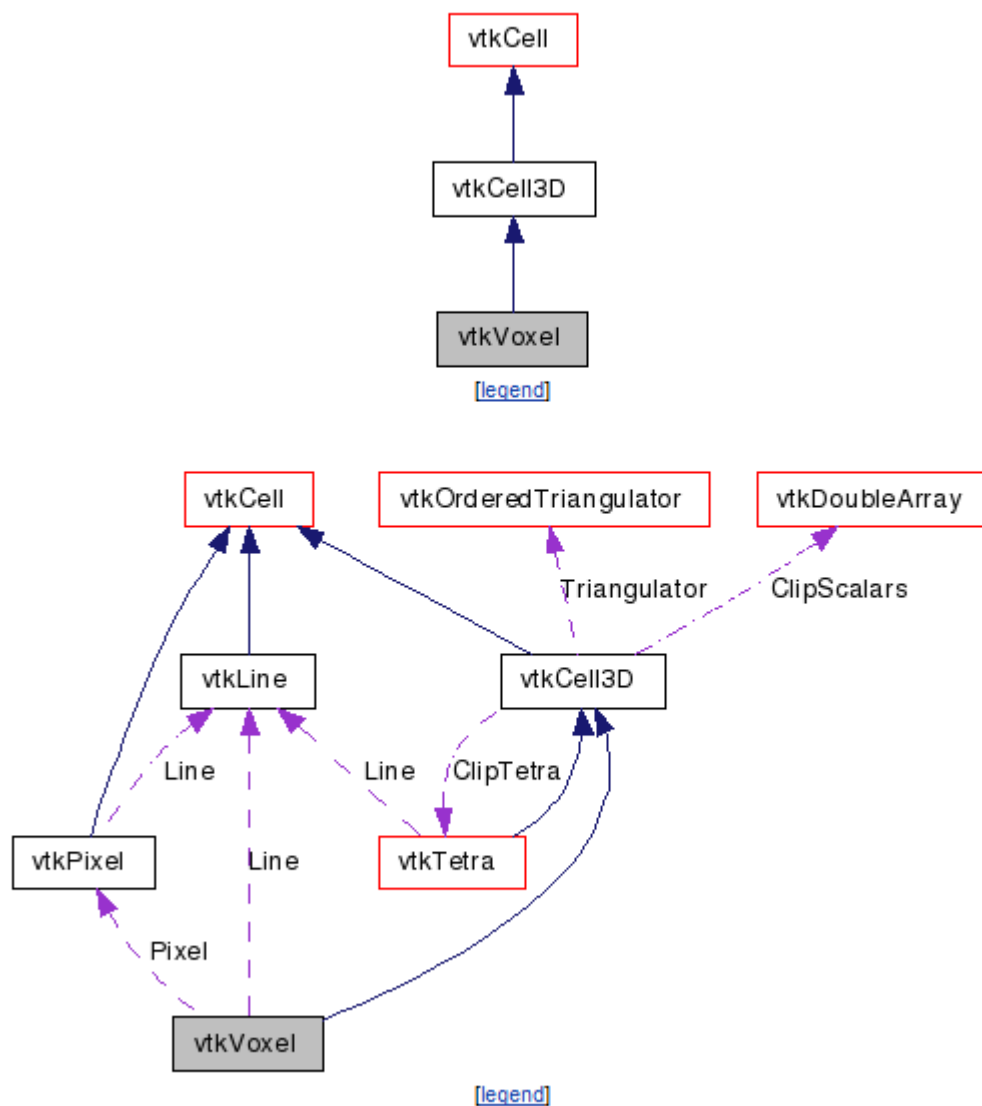 vtkCell
vtkCell3D
vtkVoxel
[legend]
vtkCell
vtkOrderedTriangulator
vtkDoubleArray
Triangulator
ClipScalars
vtkLine
vtkCell3D
Line
Line
ClipTetra
vtkPixel
Line
vtkTetra
Pixel
vtkVoxel
[legend]